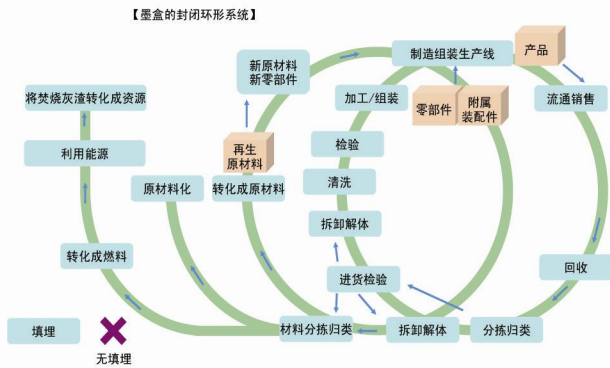 【墨盒的封闭环形系统】
新原材料
新零部件
制造组装生产线
产品
将焚烧灰渣转化成资源
加工/组装
零部件
附属
装配件
流通销售
利用能源
再生
原材料
检验
原材料化
转化成原材料
清洗
拆卸解体
转化成燃料
进货检验
回收
填埋
无填埋
材料分拣归类
拆卸解体
分拣归类